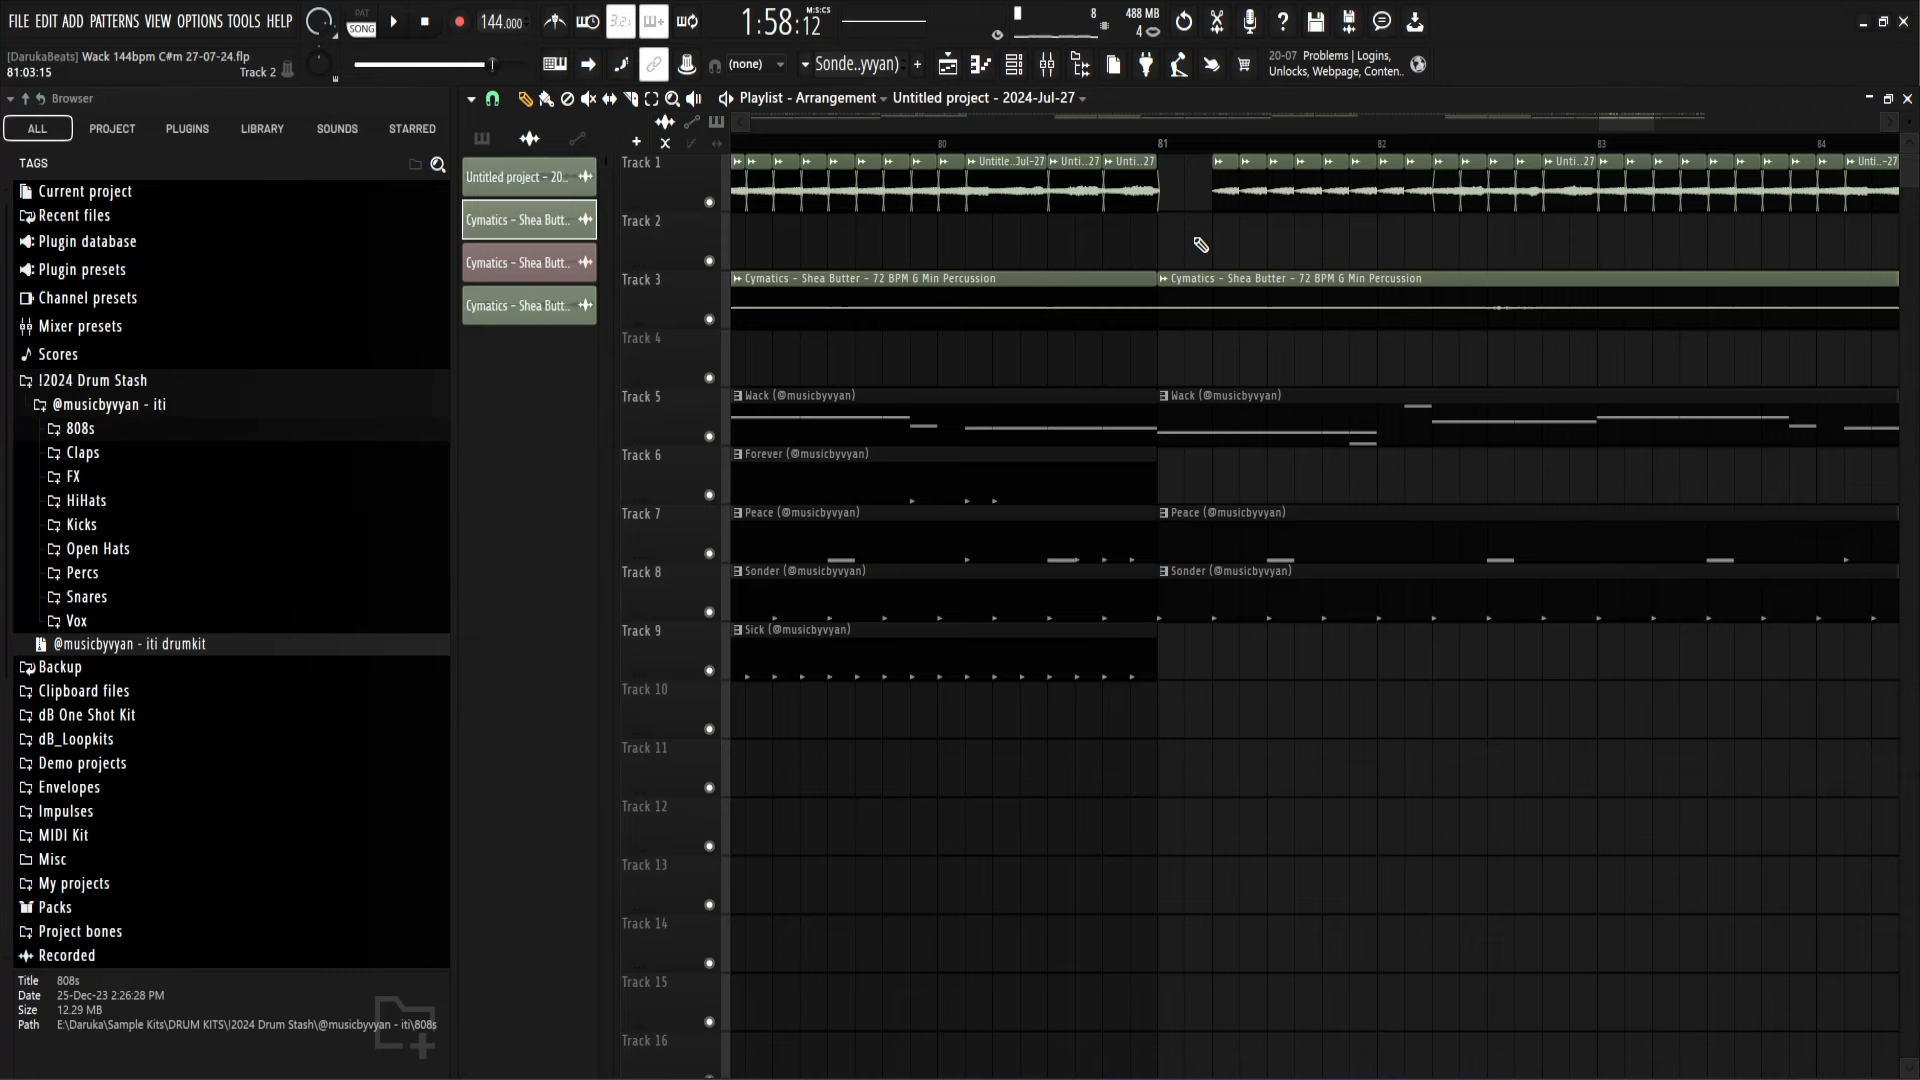 FILE EDIT ADD PATTERNS VIEW OPTIONS TOOLS HELP
PAT
SONG
144.000
3.2:
1:58:12
M:S:CS
8
488 MB
4
[DarukaBeats] Wack 144bpm C#m 27-07-24.flp
81:03:15
Track 2
(none)
Sonde..yyan)
20-07 Problems | Logins,
Unlocks, Webpage, Conten..
Browser
Playlist - Arrangement
Untitled project - 2024-Jul-27
ALL
PROJECT
PLUGINS
LIBRARY
SOUNDS
STARRED
TAGS
Current project
Recent files
Plugin database
Plugin presets
Channel presets
Mixer presets
Scores
!2024 Drum Stash
@musicbyvyan - iti
808s
Claps
FX
HiHats
Kicks
Open Hats
Percs
Snares
Vox
@musicbyvyan - iti drumkit
Backup
Clipboard files
dB One Shot Kit
dB_Loopkits
Demo projects
Envelopes
Impulses
MIDI Kit
Misc
My projects
Packs
Project bones
Recorded
Title 808s
Date 25-Dec-23 2:26:28 PM
Size 12.29 MB
Path E:\Daruka\Sample Kits\DRUM KITS\!2024 Drum Stash\@musicbyvyan - iti\808s
Untitled project - 20..
Cymatics - Shea Butt..
Cymatics - Shea Butt..
Cymatics - Shea Butt..
80
81
82
83
84
Track 1
Untitle..Jul-27
Unti..27
Unti..27
Unti..27
Unti..27
Unti..-27
Track 2
Track 3
Cymatics - Shea Butter - 72 BPM G Min Percussion
Cymatics - Shea Butter - 72 BPM G Min Percussion
Track 4
Track 5
Wack (@musicbyvyan)
Wack (@musicbyvyan)
Track 6
Forever (@musicbyvyan)
Track 7
Peace (@musicbyvyan)
Peace (@musicbyvyan)
Track 8
Sonder (@musicbyvyan)
Sonder (@musicbyvyan)
Track 9
Sick (@musicbyvyan)
Track 10
Track 11
Track 12
Track 13
Track 14
Track 15
Track 16